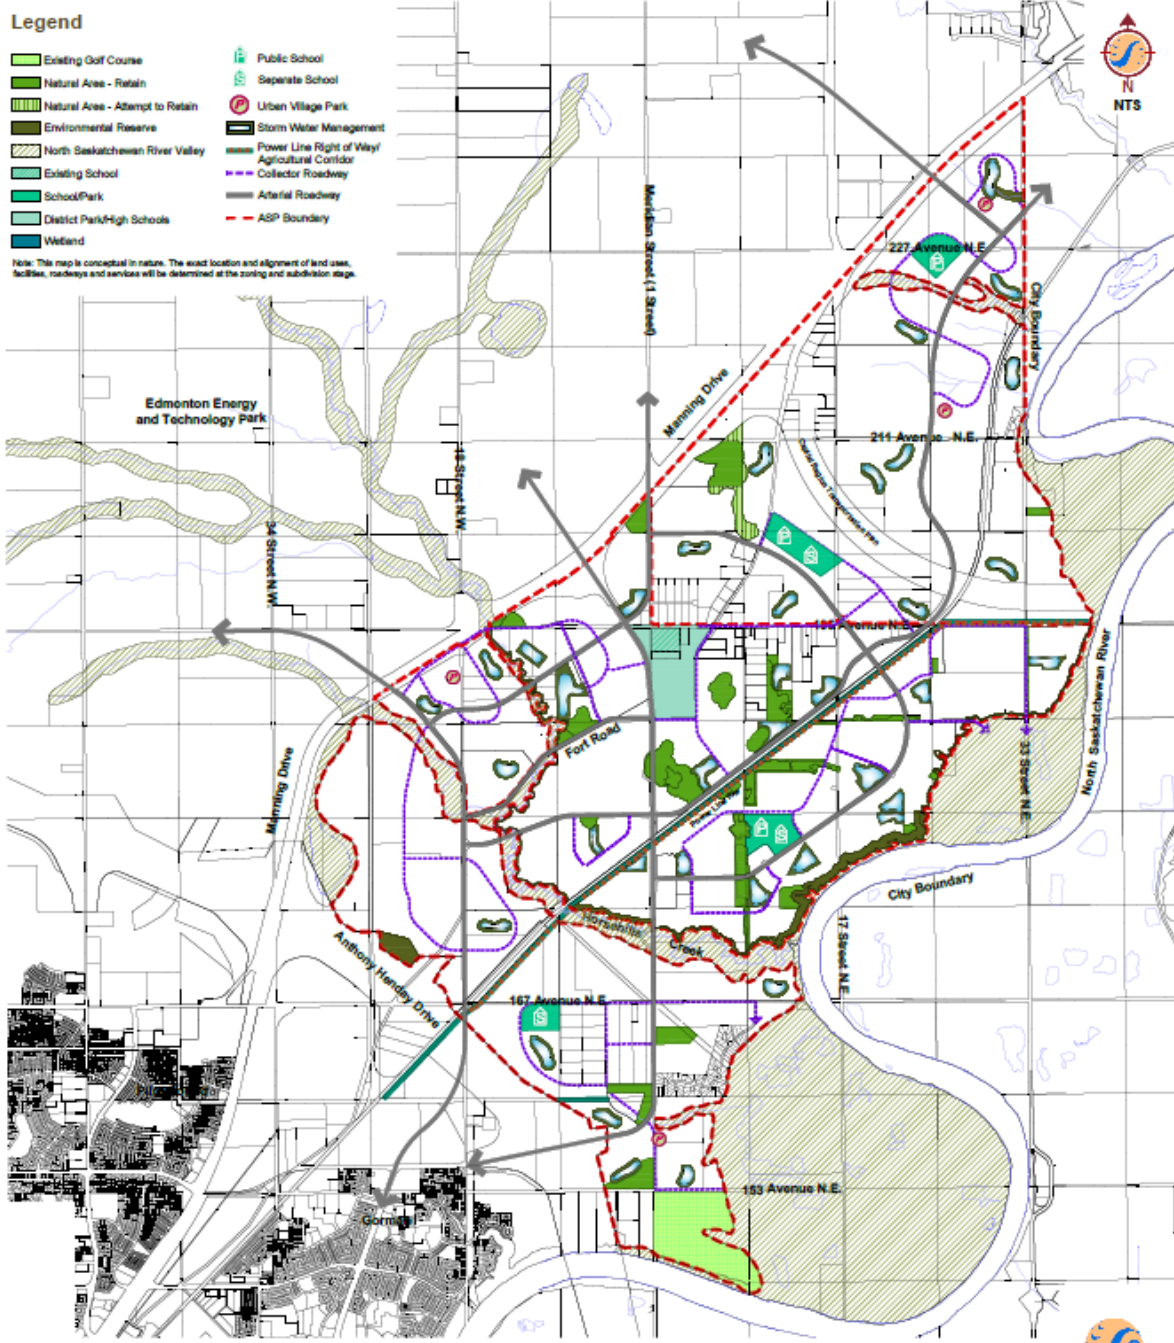 Legend
Existing Golf Course
Natural Area - Retain
Natural Area - Attempt to Retain
Environmental Reserve
North Saskatchewan River Valley
Existing School
School/Park
District Park/High Schools
Wetland
P Public School
S Separate School
P Urban Village Park
Storm Water Management
Power Line Right of Way/
Agricultural Corridor
Collector Roadway
Arterial Roadway
ASP Boundary
Note: This map is conceptual in nature. The exact location and alignment of land uses,
facilities, roadways and services will be determined at the zoning and subdivision stage.
N
NTS
Meridian Street (1 Street)
227 Avenue N.E.
P
P
City Boundary
Manning Drive
Edmonton Energy
and Technology Park
18 Street N.W.
34 Street N.W.
P
211 Avenue N.E.
P
S
Avenue N.E.
P
Fort Road
North Saskatchewan River
33 Street N.E.
Manning Drive
P
S
City Boundary
17 Street N.E.
Horsehills
Creek
Anthony Henday Drive
167 Avenue N.E.
S
P
153 Avenue N.E.